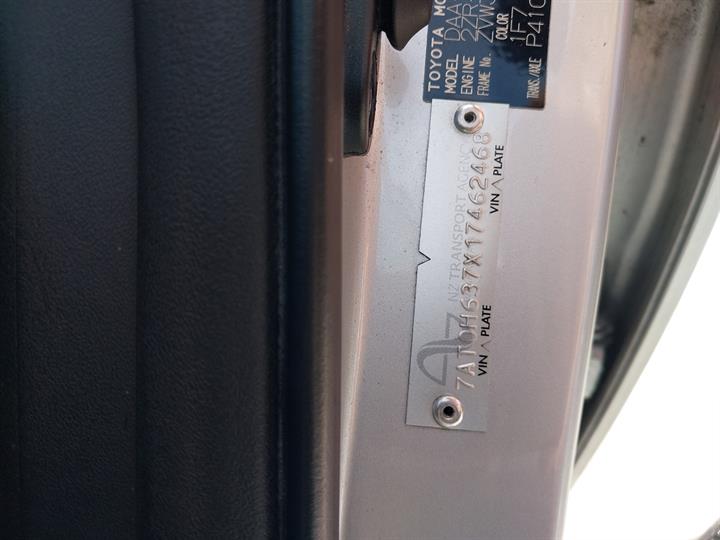 TOYOTA MO
MODEL DAA
ENGINE 2ZR
FRAME No. ZVW
COLOR 1F7
TRANS./AXLE P410
NZ TRANSPORT AGENCY
7AT0H637X17462468
VIN PLATE VIN PLATE